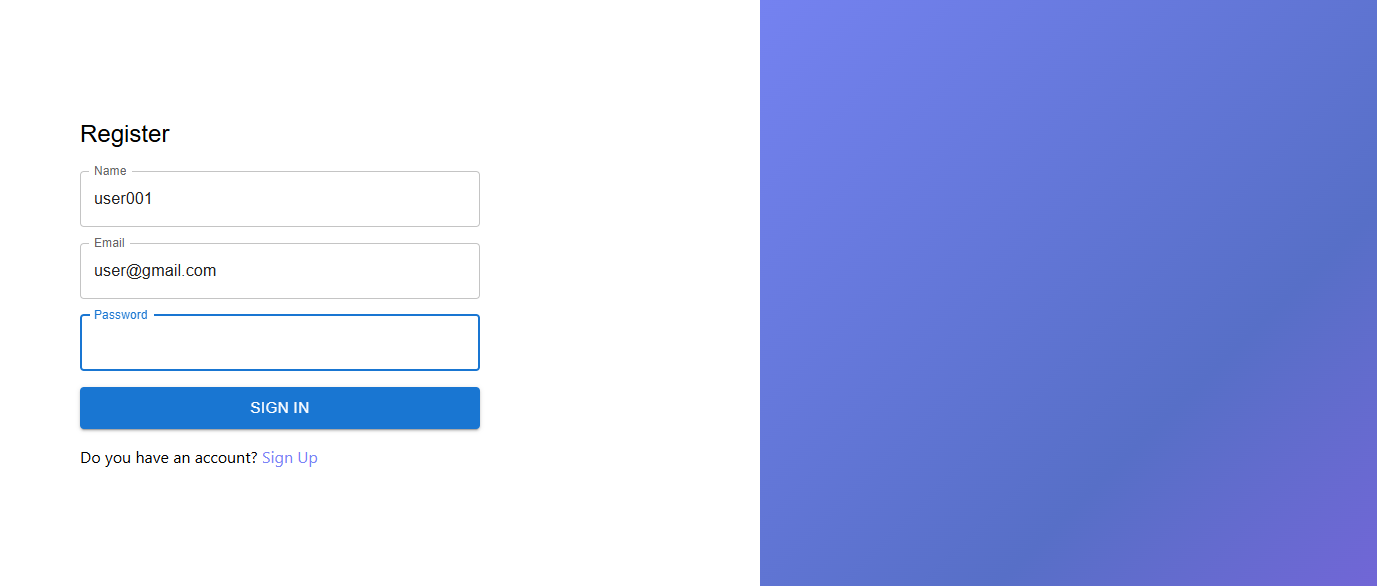 Register
Name
user001
Email
user@gmail.com
Password
SIGN IN
Do you have an account? Sign Up